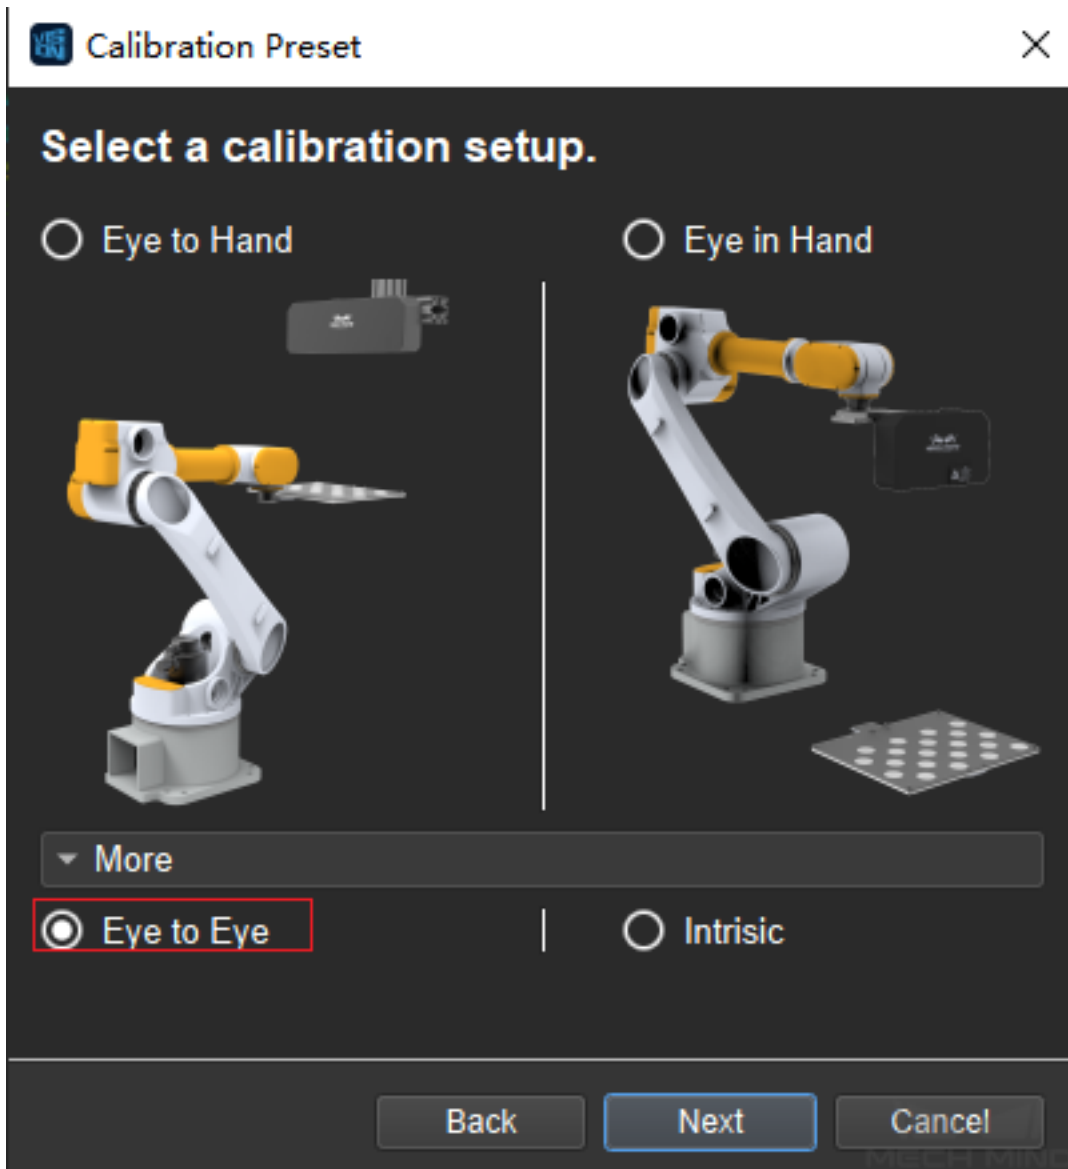 Calibration Preset
Select a calibration setup.
Eye to Hand
Eye in Hand
More
Eye to Eye
Intrisic
Back
Next
Cancel